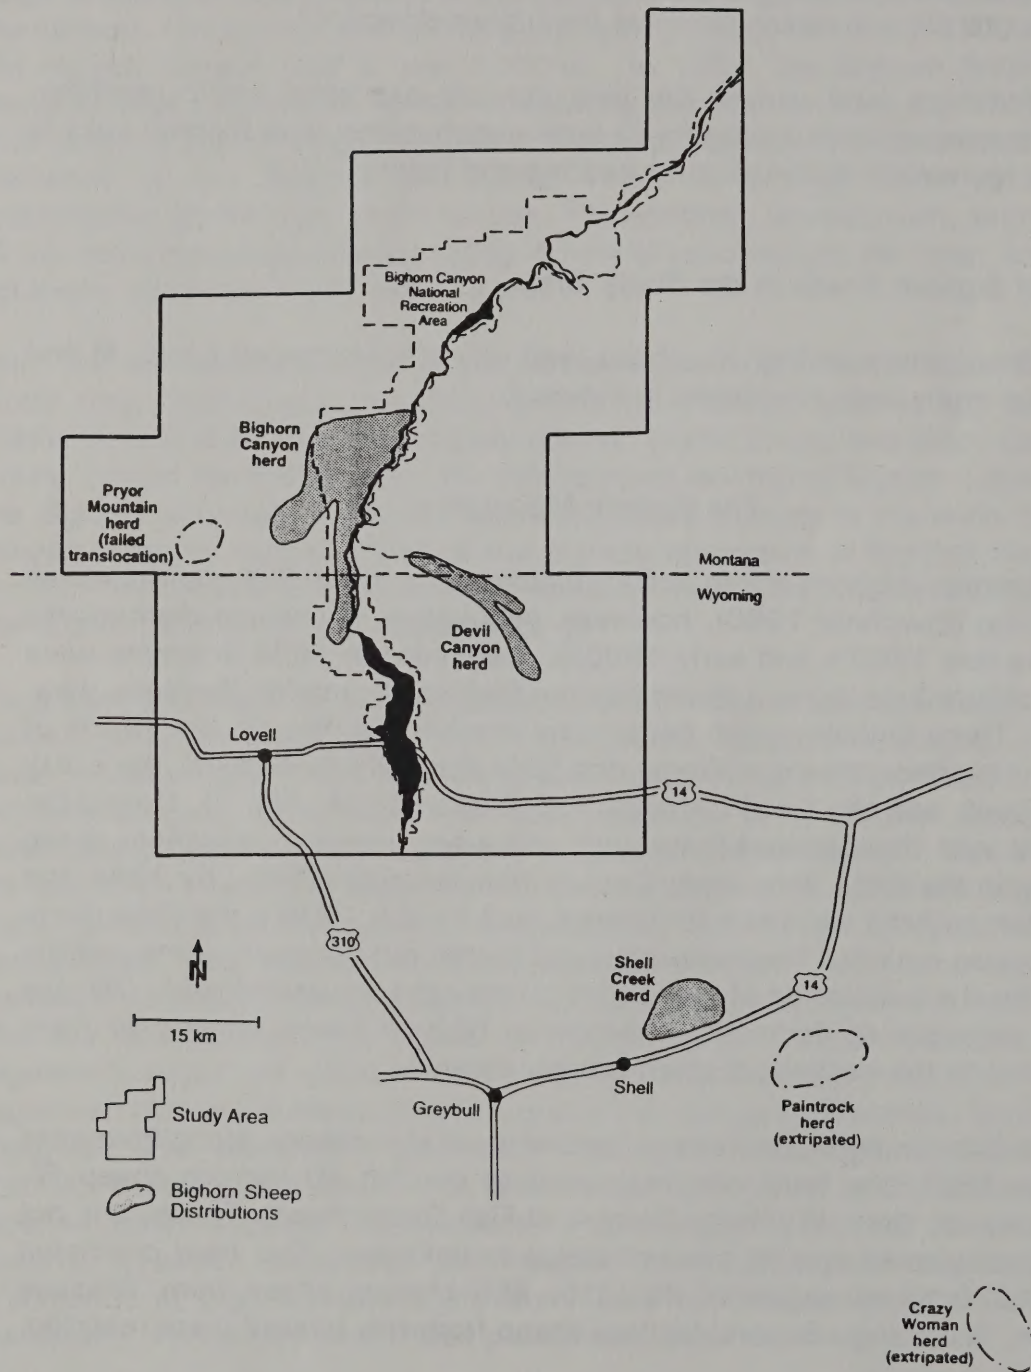 Bighorn Canyon
National
Recreation
Area
Bighorn
Canyon
herd
Pryor
Mountain
herd
(failed
translocation)
Montana
Wyoming
Devil
Canyon
herd
Lovell
14
310
N
15 km
Shell
Creek
herd
14
Shell
Greybull
Paintrock
herd
(extripated)
Study Area
Bighorn Sheep
Distributions
Crazy
Woman
herd
(extripated)